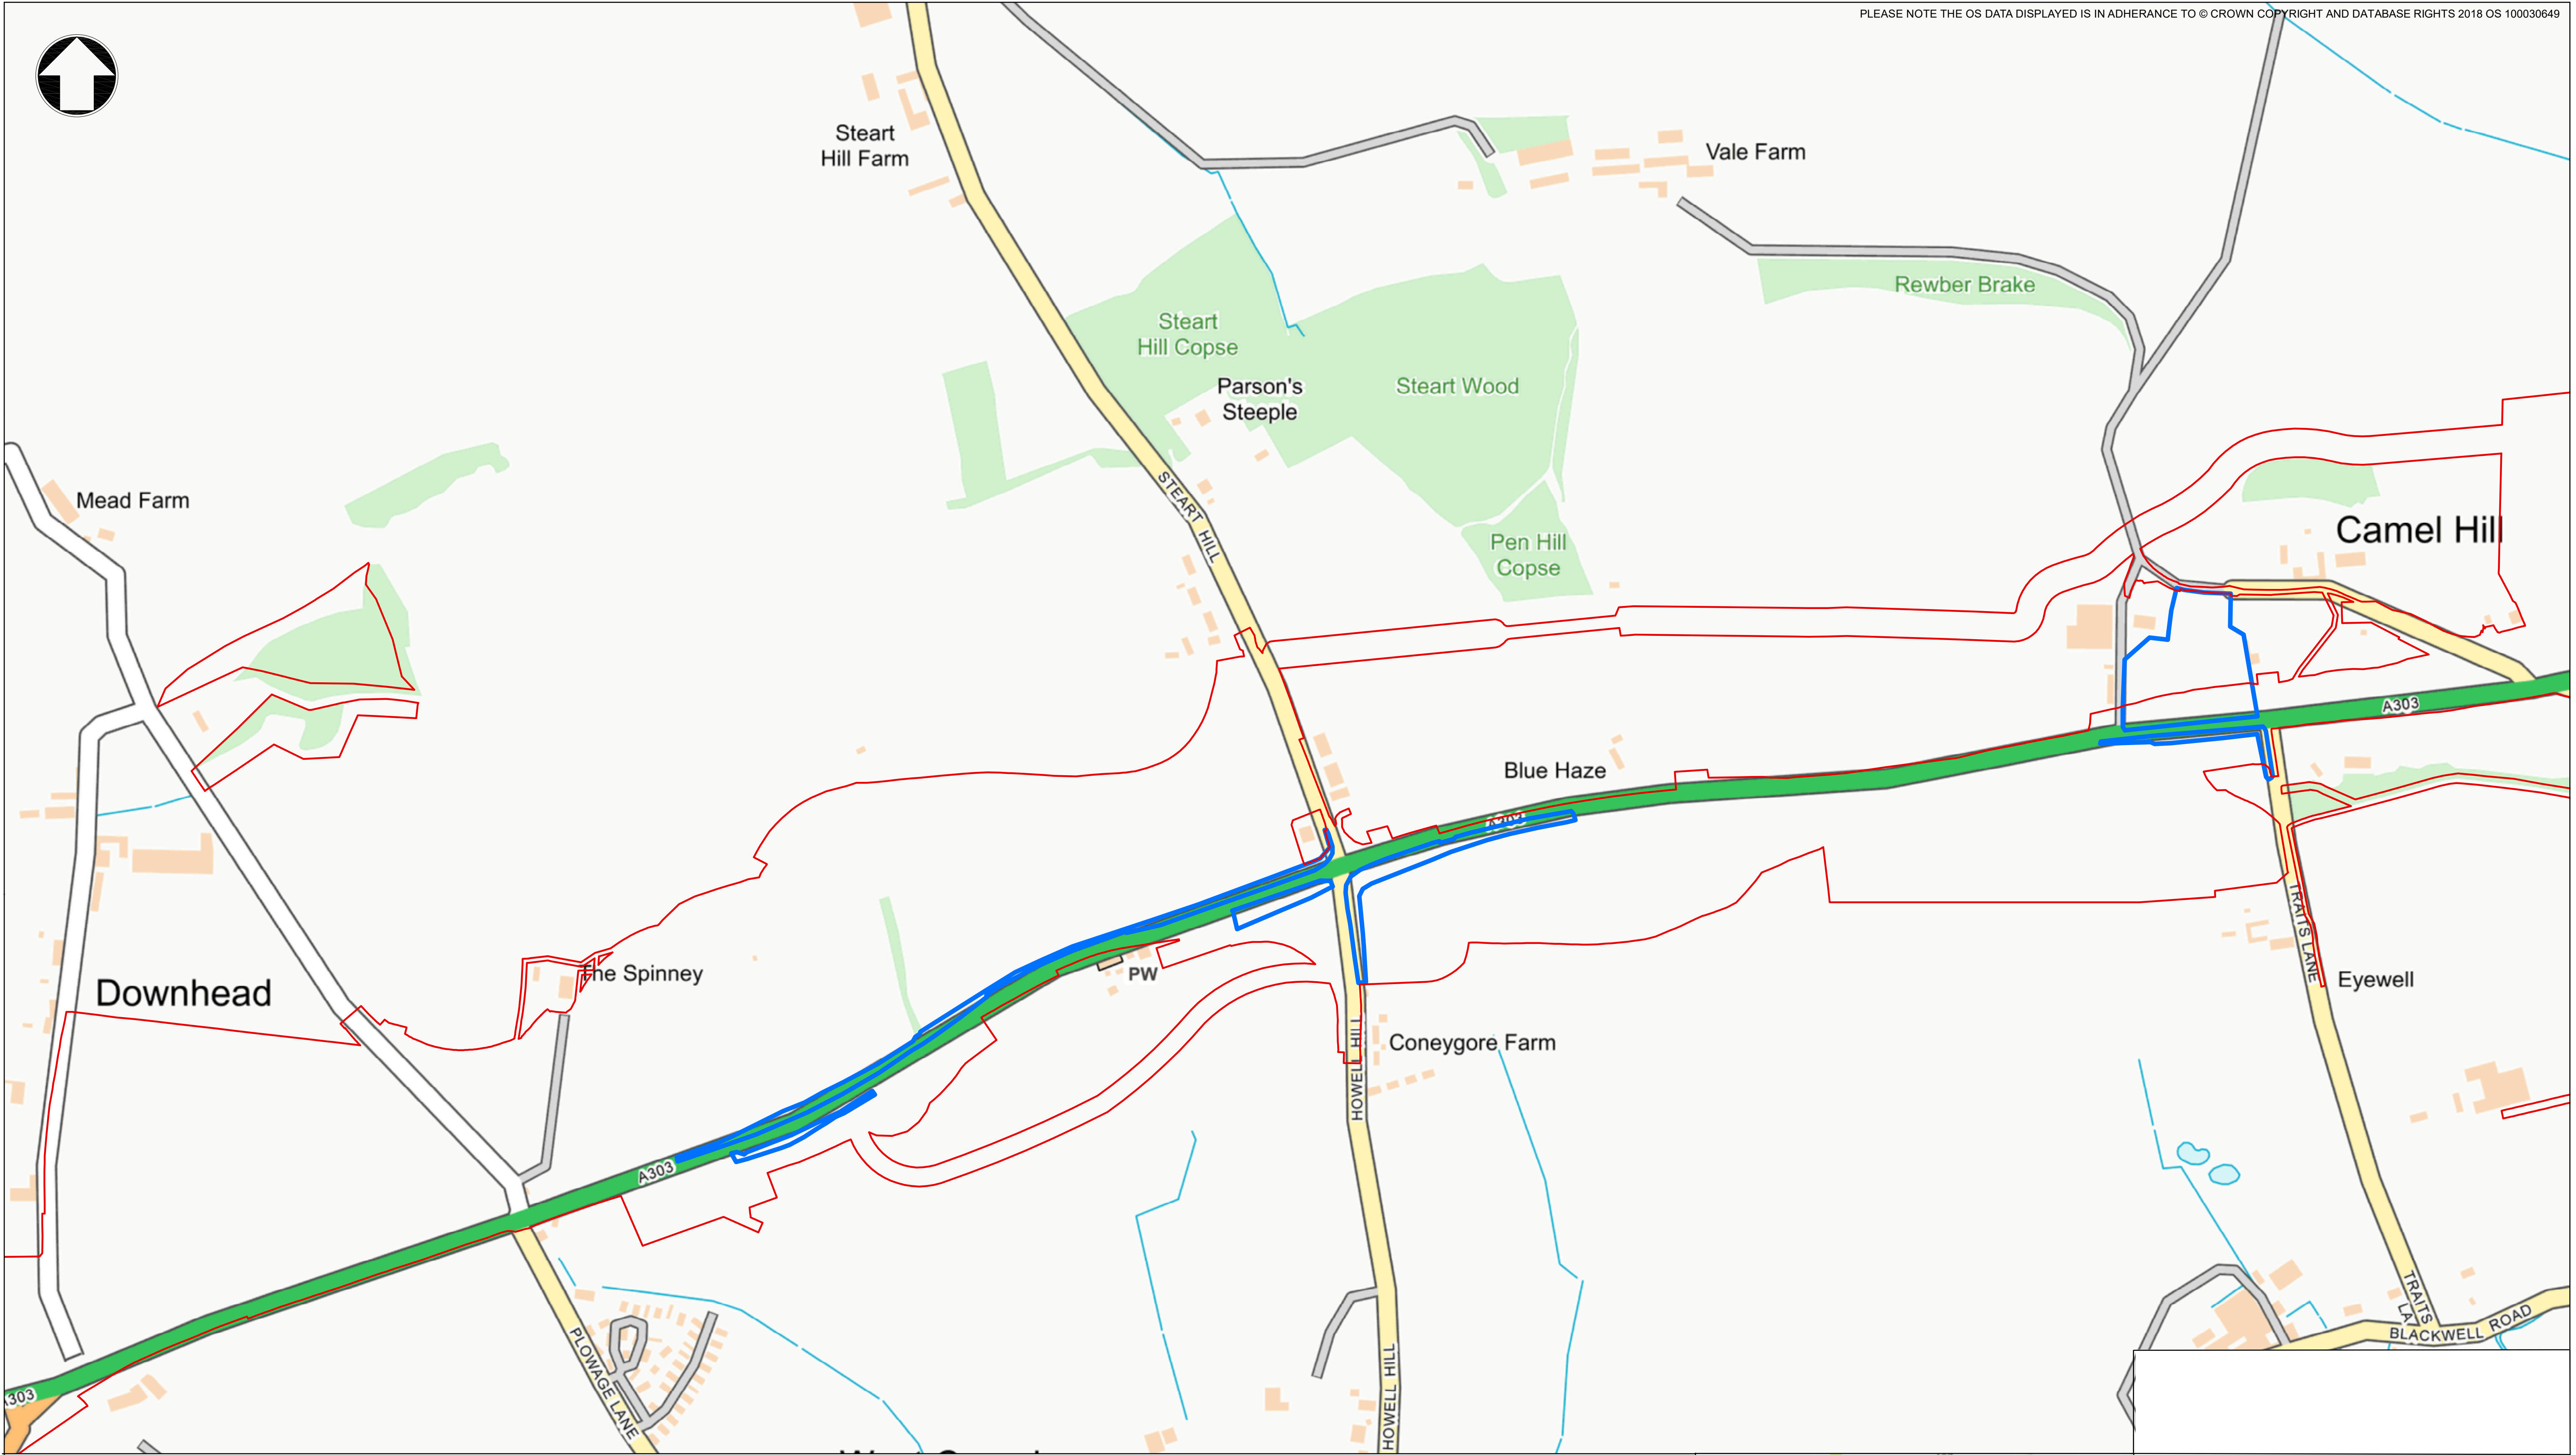 PLEASE NOTE THE OS DATA DISPLAYED IS IN ADHERANCE TO © CROWN COPYRIGHT AND DATABASE RIGHTS 2018 OS 100030649
Steart
Hill Farm
Vale Farm
Rewber Brake
Steart
Hill Copse
Parson's
Steeple
Steart Wood
Mead Farm
STEART HILL
Pen Hill
Copse
Camel Hill
A303
Blue Haze
A303
The Spinney
PW
Downhead
TRAITS LANE
Eyewell
Coneygore Farm
HOWELL HILL
A303
PLOWAGE LANE
HOWELL HILL
TRAITS
LA
BLACKWELL ROAD
A303